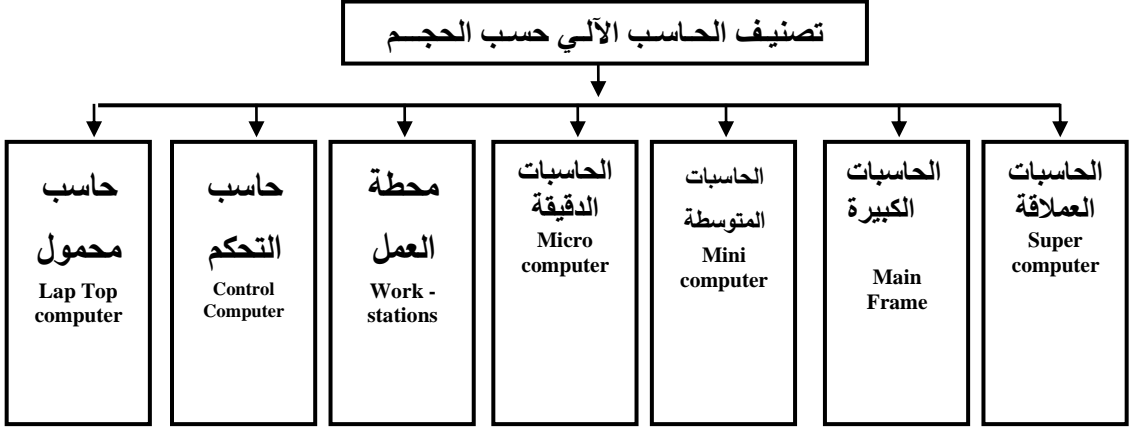 تصنيف الحاسب الآلي حسب الحجم
الحاسبات
العملاقة
Super
computer
الحاسبات
الكبيرة
Main
Frame
الحاسبات
المتوسطة
Mini
computer
الحاسبات
الدقيقة
Micro
computer
محطة
العمل
Work -
stations
حاسب
التحكم
Control
Computer
حاسب
محمول
Lap Top
computer